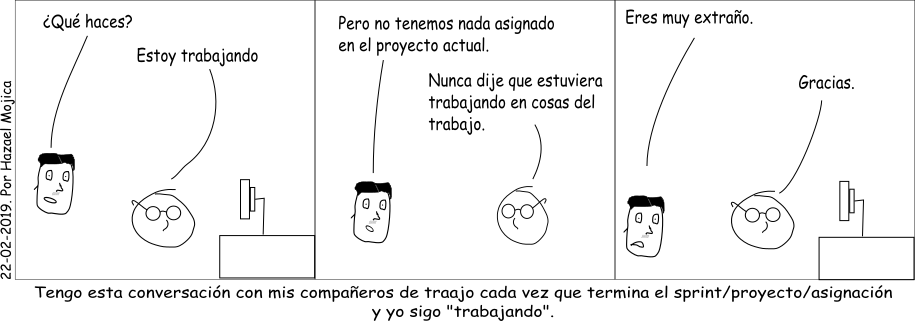 ¿Qué haces?
Estoy trabajando
Pero no tenemos nada asignado
en el proyecto actual.
Nunca dije que estuviera
trabajando en cosas del
trabajo.
Eres muy extraño.
Gracias.
22-02-2019. Por Hazael Mojica
Tengo esta conversación con mis compañeros de traajo cada vez que termina el sprint/proyecto/asignación
y yo sigo "trabajando".